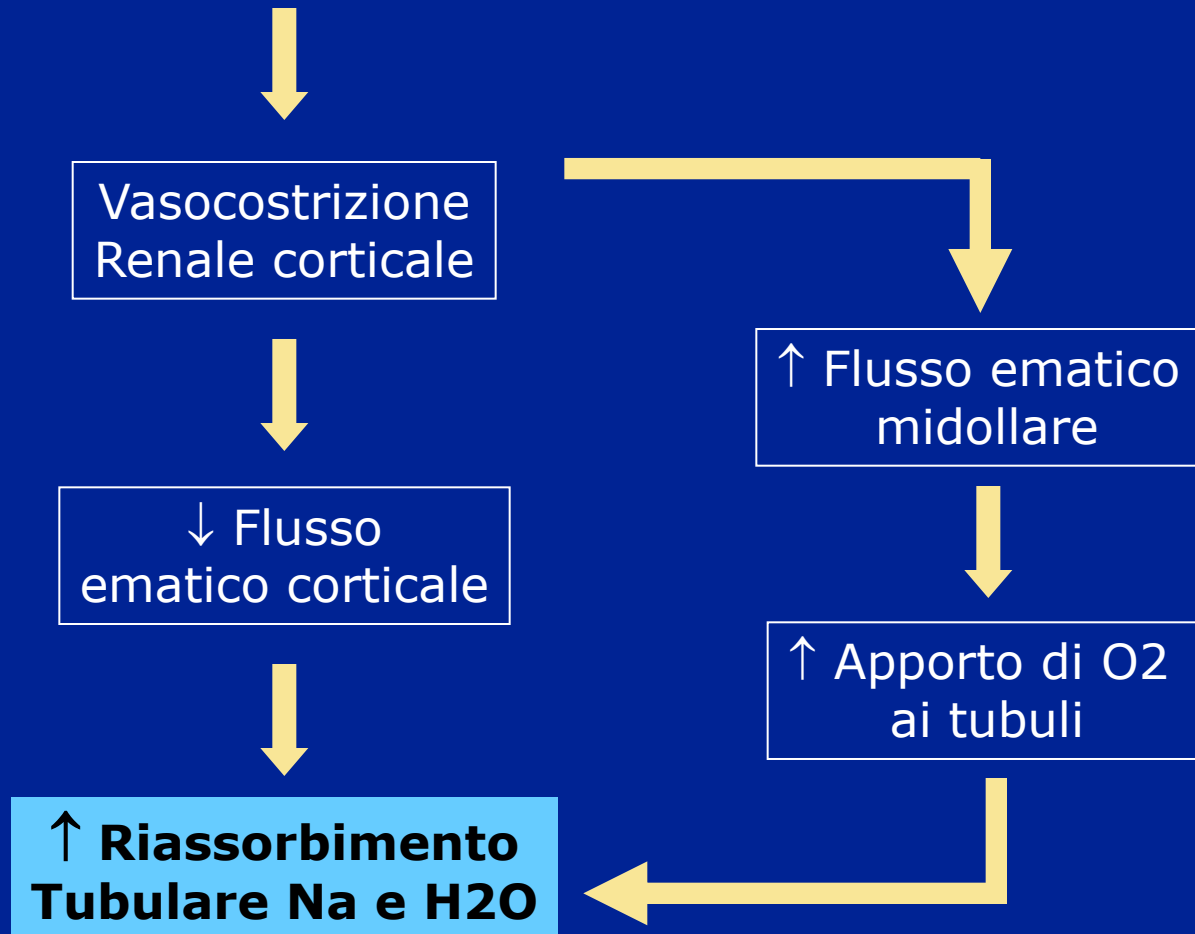 Vasocostrizione
Renale corticale
↑ Flusso ematico
midollare
↓ Flusso
ematico corticale
↑ Apporto di O2
ai tubuli
↑ Riassorbimento
Tubulare Na e H2O